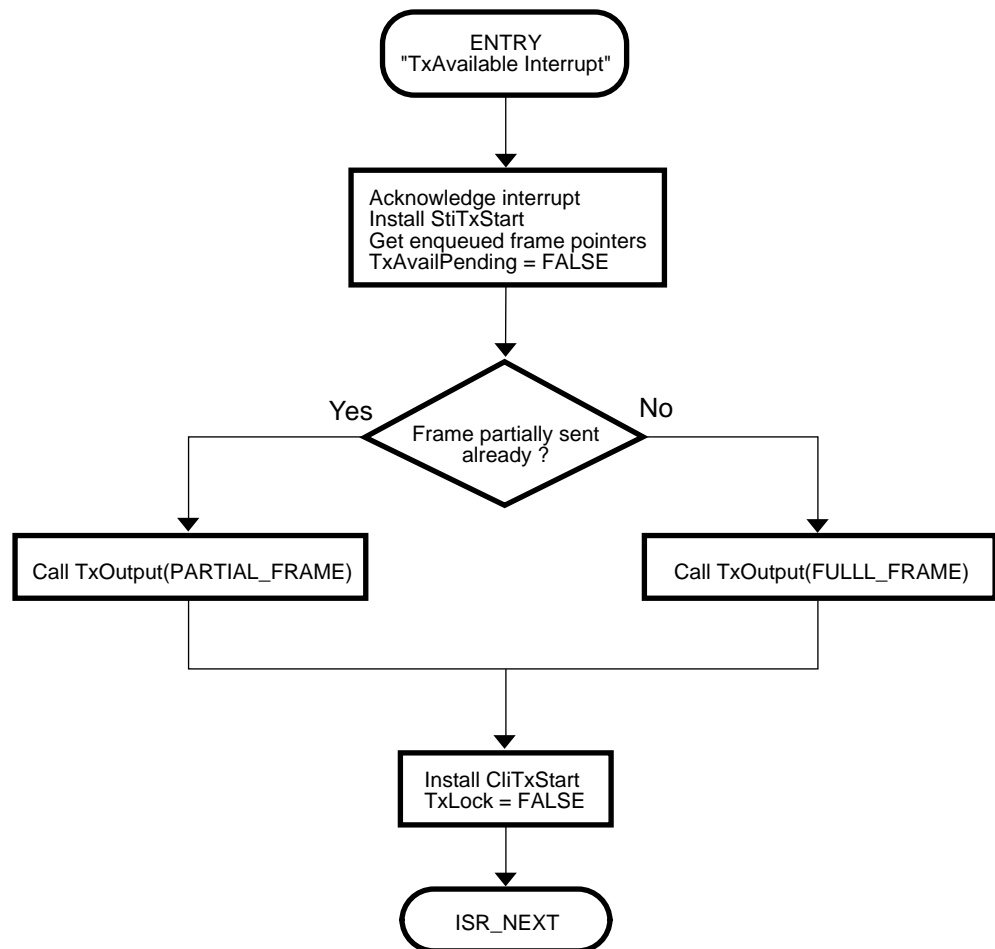 ENTRY
"TxAvailable Interrupt"
Acknowledge interrupt
Install StiTxStart
Get enqueued frame pointers
TxAvailPending = FALSE
Yes
No
Frame partially sent
already ?
Call TxOutput(PARTIAL_FRAME)
Call TxOutput(FULLL_FRAME)
Install CliTxStart
TxLock = FALSE
ISR_NEXT